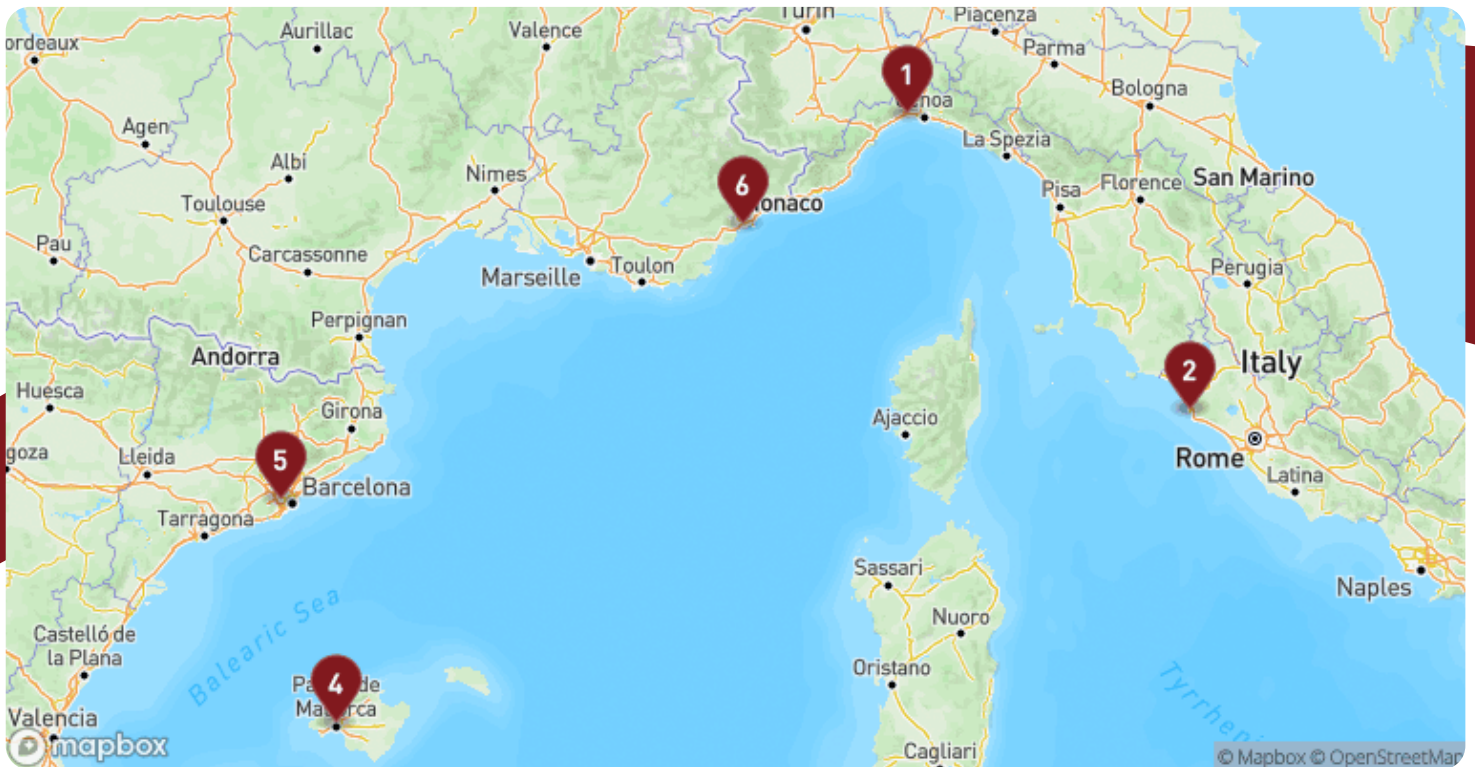 Turin
Piacenza
Aurillac
Valence
ordeaux
Parma
1
Bologna
enoa
Agen
La Spezia
Albi
Nimes
6
San Marino
Pisa
Florence
Toulouse
onaco
Pau
Carcassonne
Toulon
Perugia
Marseille
Perpignan
Andorra
Italy
2
Huesca
Girona
Ajaccio
goza
Lleida
5
Rome
Latina
Barcelona
Tarragona
Sassari
Naples
Balearic Sea
Nuoro
Castelló de
la Plana
Oristano
4
Pa de
Ma rca
Tyrrheni
Valencia
mapbox
Cagliari
© Mapbox © OpenStreetMap